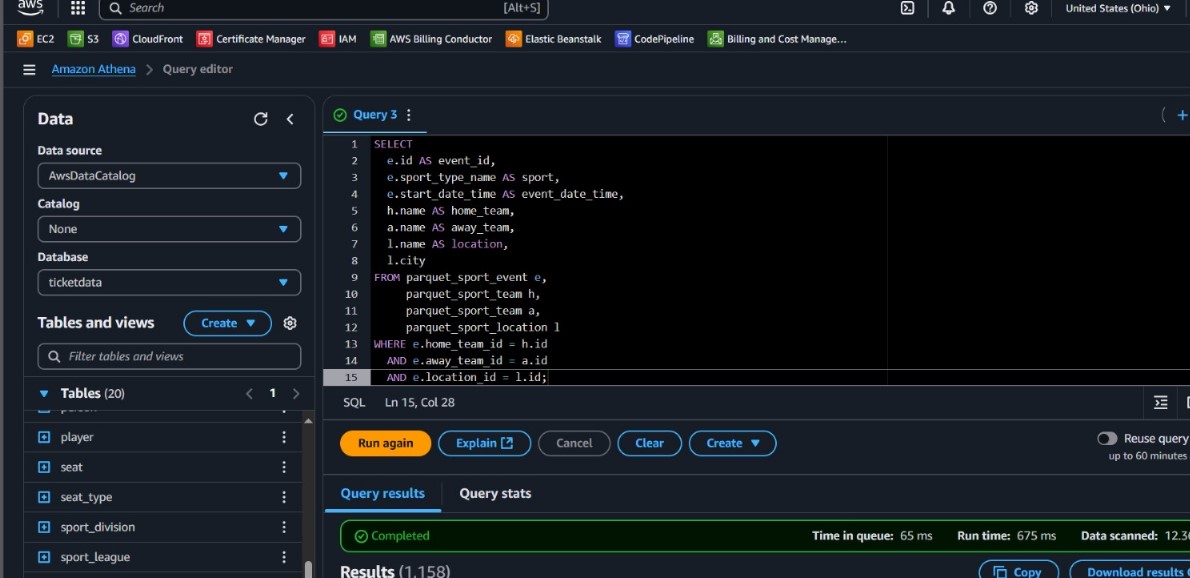 aws
Search
[Alt+S]
United States (Ohio)
EC2
S3
CloudFront
Certificate Manager
IAM
AWS Billing Conductor
Elastic Beanstalk
CodePipeline
Billing and Cost Manage...
Amazon Athena
Query editor
Data
Data source
AwsDataCatalog
Catalog
None
Database
ticketdata
Tables and views
Create
Filter tables and views
Tables (20)
1
person
player
seat
seat_type
sport_division
sport_league
Query 3
1 SELECT
2 e.id AS event_id,
3 e.sport_type_name AS sport,
4 e.start_date_time AS event_date_time,
5 h.name AS home_team,
6 a.name AS away_team,
7 l.name AS location,
8 l.city
9 FROM parquet_sport_event e,
10 parquet_sport_team h,
11 parquet_sport_team a,
12 parquet_sport_location l
13 WHERE e.home_team_id = h.id
14 AND e.away_team_id = a.id
15 AND e.location_id = l.id;
SQL Ln 15, Col 28
Run again
Explain
Cancel
Clear
Create
Reuse query
up to 60 minutes
Query results
Query stats
Completed
Time in queue: 65 ms
Run time: 675 ms
Data scanned:
Results (1,158)
Copy
Download results